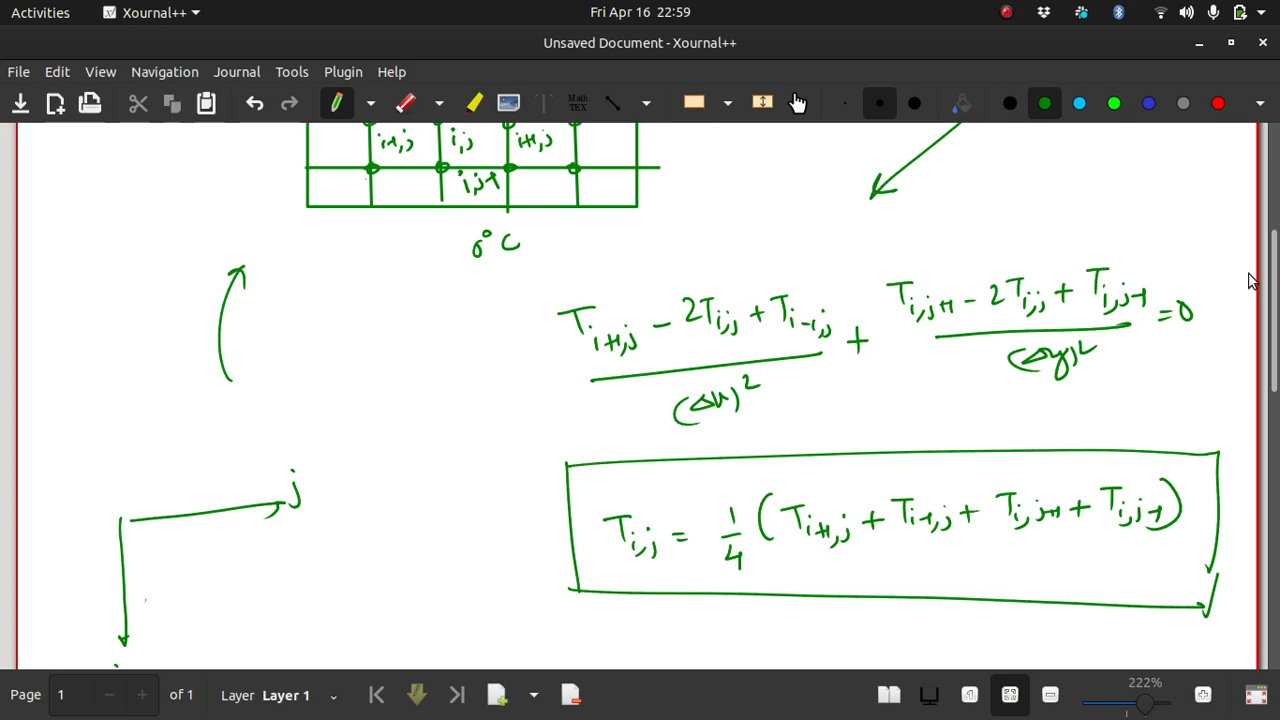 Activities Xournal++ Fri Apr 16 22:59
Unsaved Document - Xournal++
File Edit View Navigation Journal Tools Plugin Help
Math TEX
i-1,j i,j i+1,j
i,j-1
0° C
T_{i+1,j} - 2T_{i,j} + T_{i-1,j} / (Δx)^2 + T_{i,j+1} - 2T_{i,j} + T_{i,j-1} / (Δy)^2 = 0
j
T_{i,j} = 1/4 (T_{i+1,j} + T_{i-1,j} + T_{i,j+1} + T_{i,j-1})
222%
Page 1 of 1 Layer Layer 1